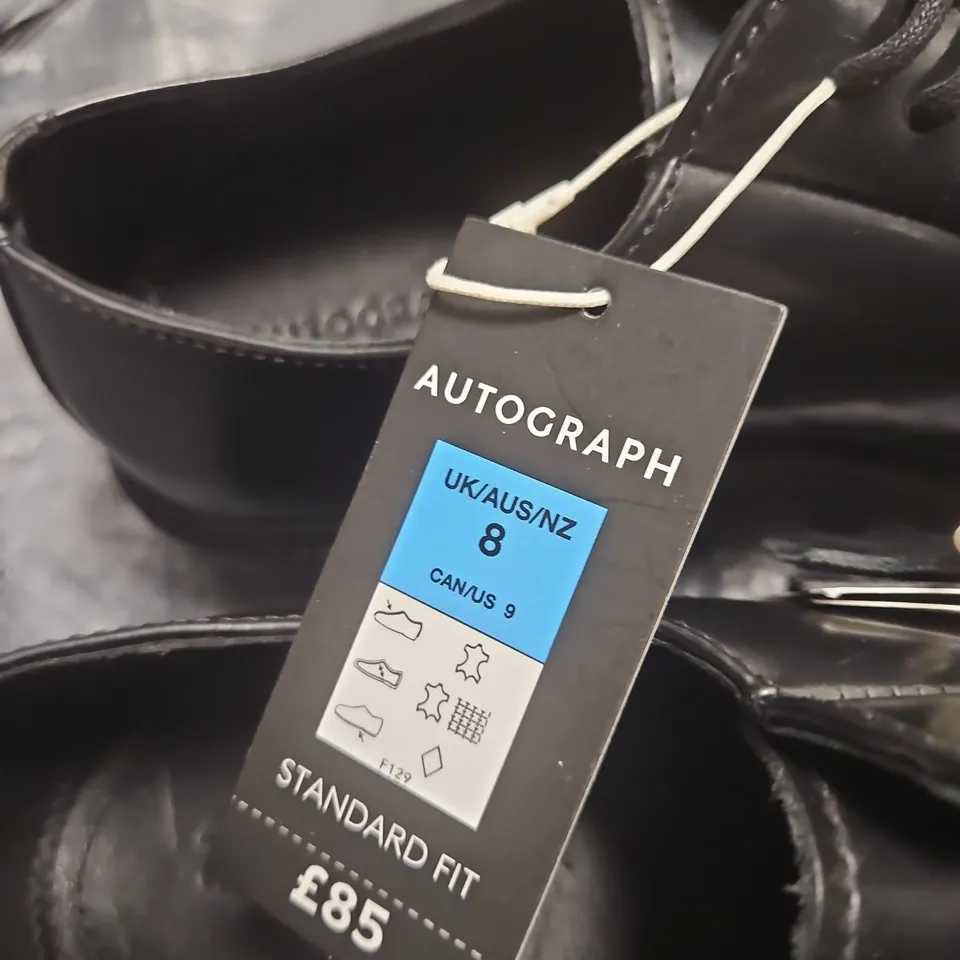 AUTOGRAPH
UK/AUS/NZ
8
CAN/US 9
F129
STANDARD FIT
£85